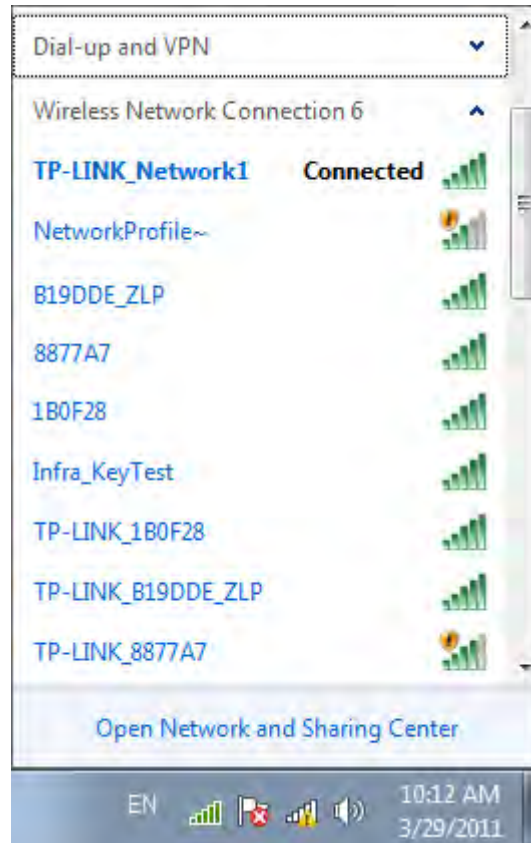 Dial-up and VPN
Wireless Network Connection 6
TP-LINK_Network1 Connected
NetworkProfile~
B19DDE_ZLP
8877A7
1B0F28
Infra_KeyTest
TP-LINK_1B0F28
TP-LINK_B19DDE_ZLP
TP-LINK_8877A7
Open Network and Sharing Center
EN
10:12 AM
3/29/2011